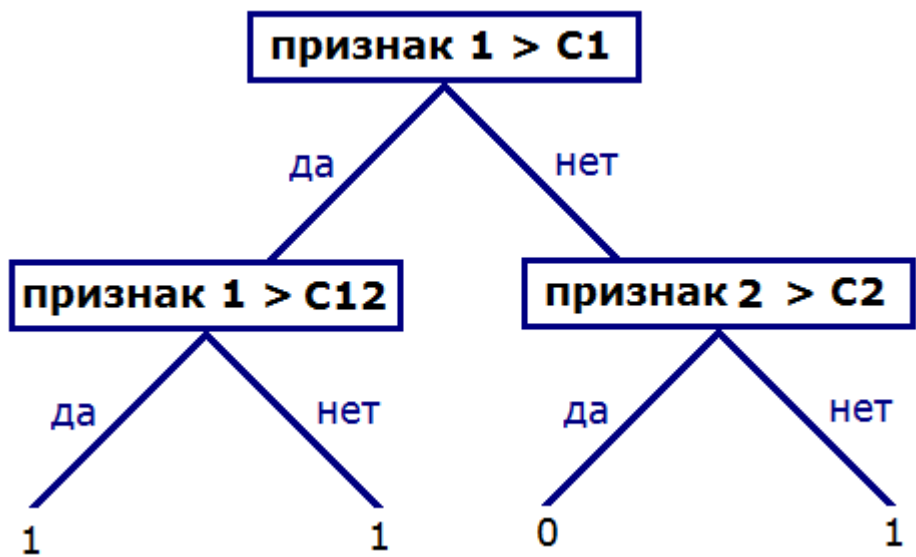 признак 1 > C1
да
нет
признак 1 > C12
признак 2 > C2
да
нет
да
нет
1
1
0
1